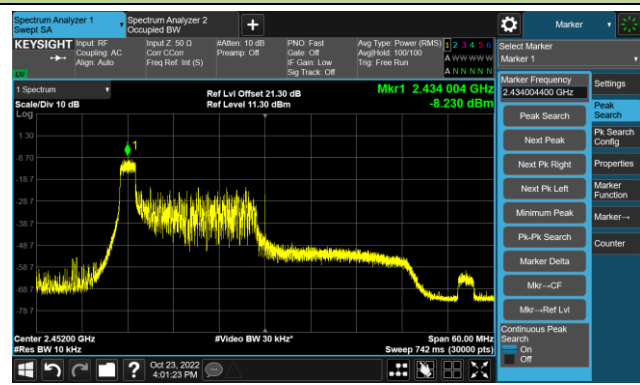 Spectrum Analyzer 1
Swept SA
Spectrum Analyzer 2
Occupied BW
Marker
KEYSIGHT
Input: RF
Coupling: AC
Align: Auto
Input Z: 50 Ω
Corr CCorr
Freq Ref: Int (S)
#Atten: 10 dB
Preamp: Off
PNO: Fast
Gate: Off
IF Gain: Low
Sig Track: Off
Avg Type: Power (RMS)
Avg|Hold: 100/100
Trig: Free Run
1 2 3 4 5 6
A W W W W W
A N N N N N
LXI
Select Marker
Marker 1
1 Spectrum
Scale/Div 10 dB
Log
Ref Lvl Offset 21.30 dB
Ref Level 11.30 dBm
Mkr1 2.434 004 GHz
-8.230 dBm
1.30
-8.70
-18.7
-28.7
-38.7
-48.7
-58.7
-68.7
-78.7
1
Center 2.45200 GHz
#Res BW 10 kHz
#Video BW 30 kHz*
Span 60.00 MHz
Sweep 742 ms (30000 pts)
Marker Frequency
2.434004400 GHz
Peak Search
Next Peak
Next Pk Right
Next Pk Left
Minimum Peak
Pk-Pk Search
Marker Delta
Mkr→CF
Mkr→Ref Lvl
Continuous Peak
Search
On
Off
Settings
Peak
Search
Pk Search
Config
Properties
Marker
Function
Marker→
Counter
?
Oct 23, 2022
4:01:23 PM